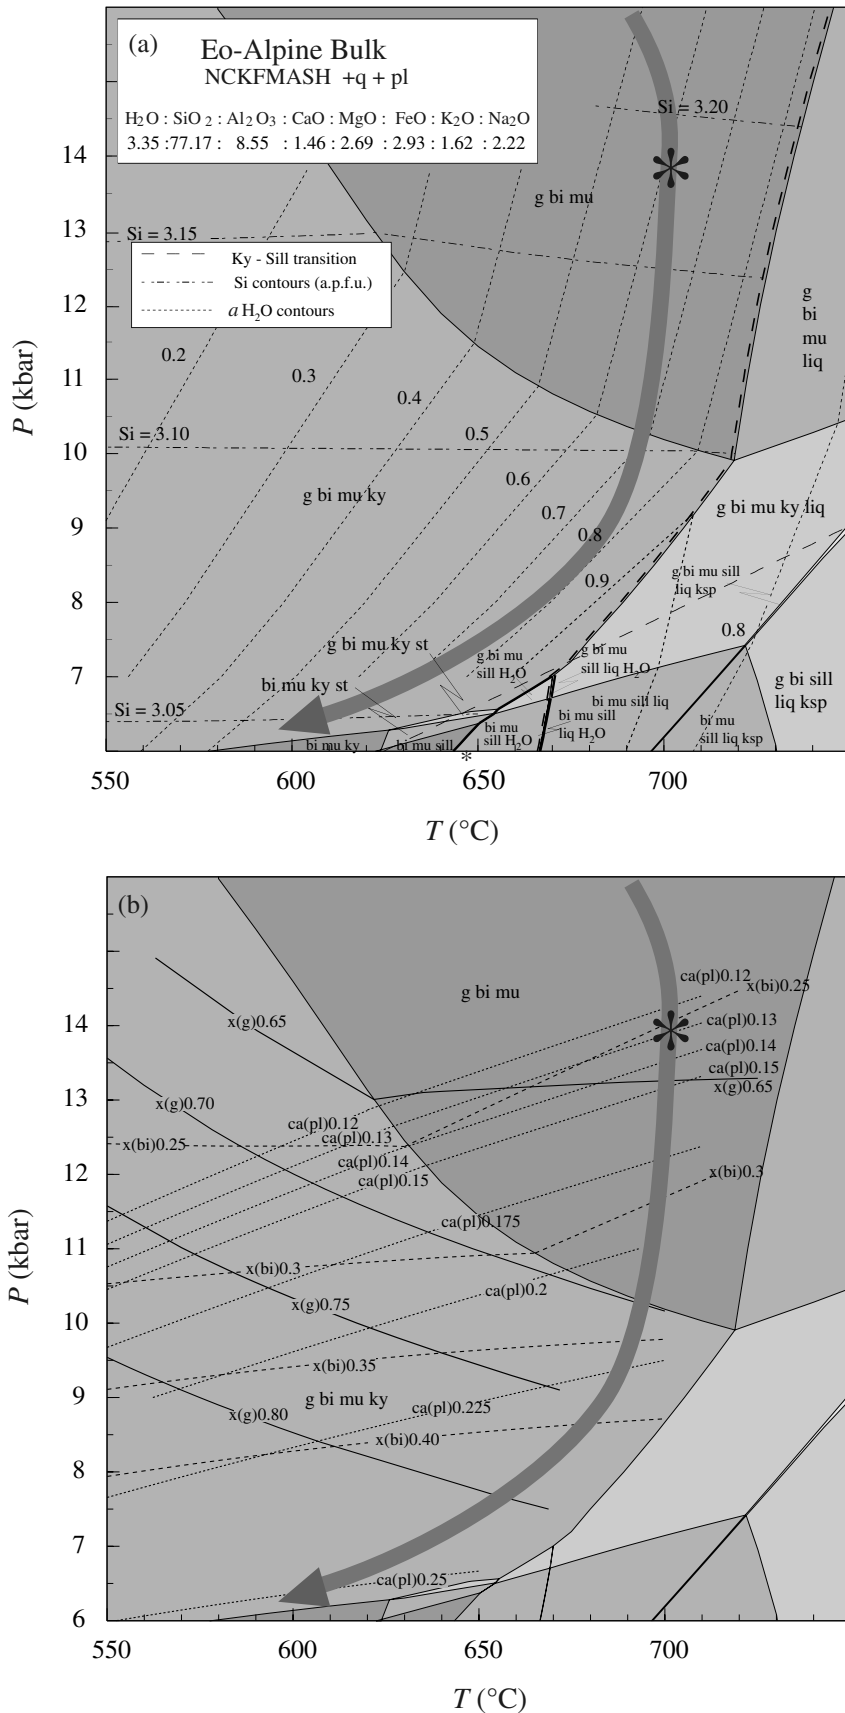 (a)
Eo-Alpine Bulk
NCKFMASH +q + pl
H2O : SiO2 : Al2O3 : CaO : MgO : FeO : K2O : Na2O
3.35 :77.17 : 8.55 : 1.46 : 2.69 : 2.93 : 1.62 : 2.22
Si = 3.20
14
g bi mu
13
Si = 3.15
Ky - Sill transition
Si contours (a.p.f.u.)
aH2O contours
12
g
bi
mu
liq
0.2
0.3
0.4
11
P (kbar)
Si = 3.10
0.5
10
0.6
g bi mu ky
0.7
g bi mu ky liq
9
0.8
0.9
g bi mu sill
liq ksp
8
0.8
g bi mu ky st
g bi mu
sill H2O
g bi mu
sill liq H2O
7
bi mu ky st
g bi sill
liq ksp
Si = 3.05
bi mu sill liq
bi mu
sill H2O
bi mu sill
liq H2O
bi mu
sill liq ksp
bi mu ky
bi mu sill
*
550
600
650
700
T (°C)
(b)
ca(pl)0.12
x(bi)0.25
g bi mu
x(g)0.65
ca(pl)0.13
14
ca(pl)0.14
ca(pl)0.15
x(g)0.65
13
x(g)0.70
ca(pl)0.12
ca(pl)0.13
x(bi)0.25
ca(pl)0.14
12
ca(pl)0.15
x(bi)0.3
ca(pl)0.175
11
x(bi)0.3
ca(pl)0.2
P (kbar)
x(g)0.75
10
x(bi)0.35
9
g bi mu ky
x(g)0.80
ca(pl)0.225
x(bi)0.40
8
7
ca(pl)0.25
6
550
600
650
700
T (°C)